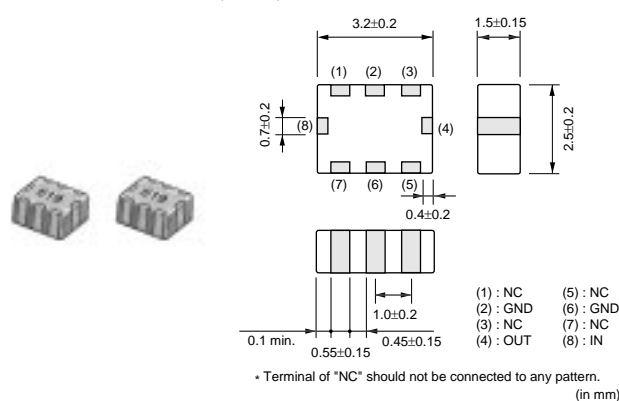 3.2±0.2
1.5±0.15
(1) (2) (3)
0.7±0.2
(8)
(4)
2.5±0.2
(7) (6) (5)
0.4±0.2
1.0±0.2
0.1 min.
0.45±0.15
0.55±0.15
(1) : NC (5) : NC
(2) : GND (6) : GND
(3) : NC (7) : NC
(4) : OUT (8) : IN
* Terminal of "NC" should not be connected to any pattern.
(in mm)